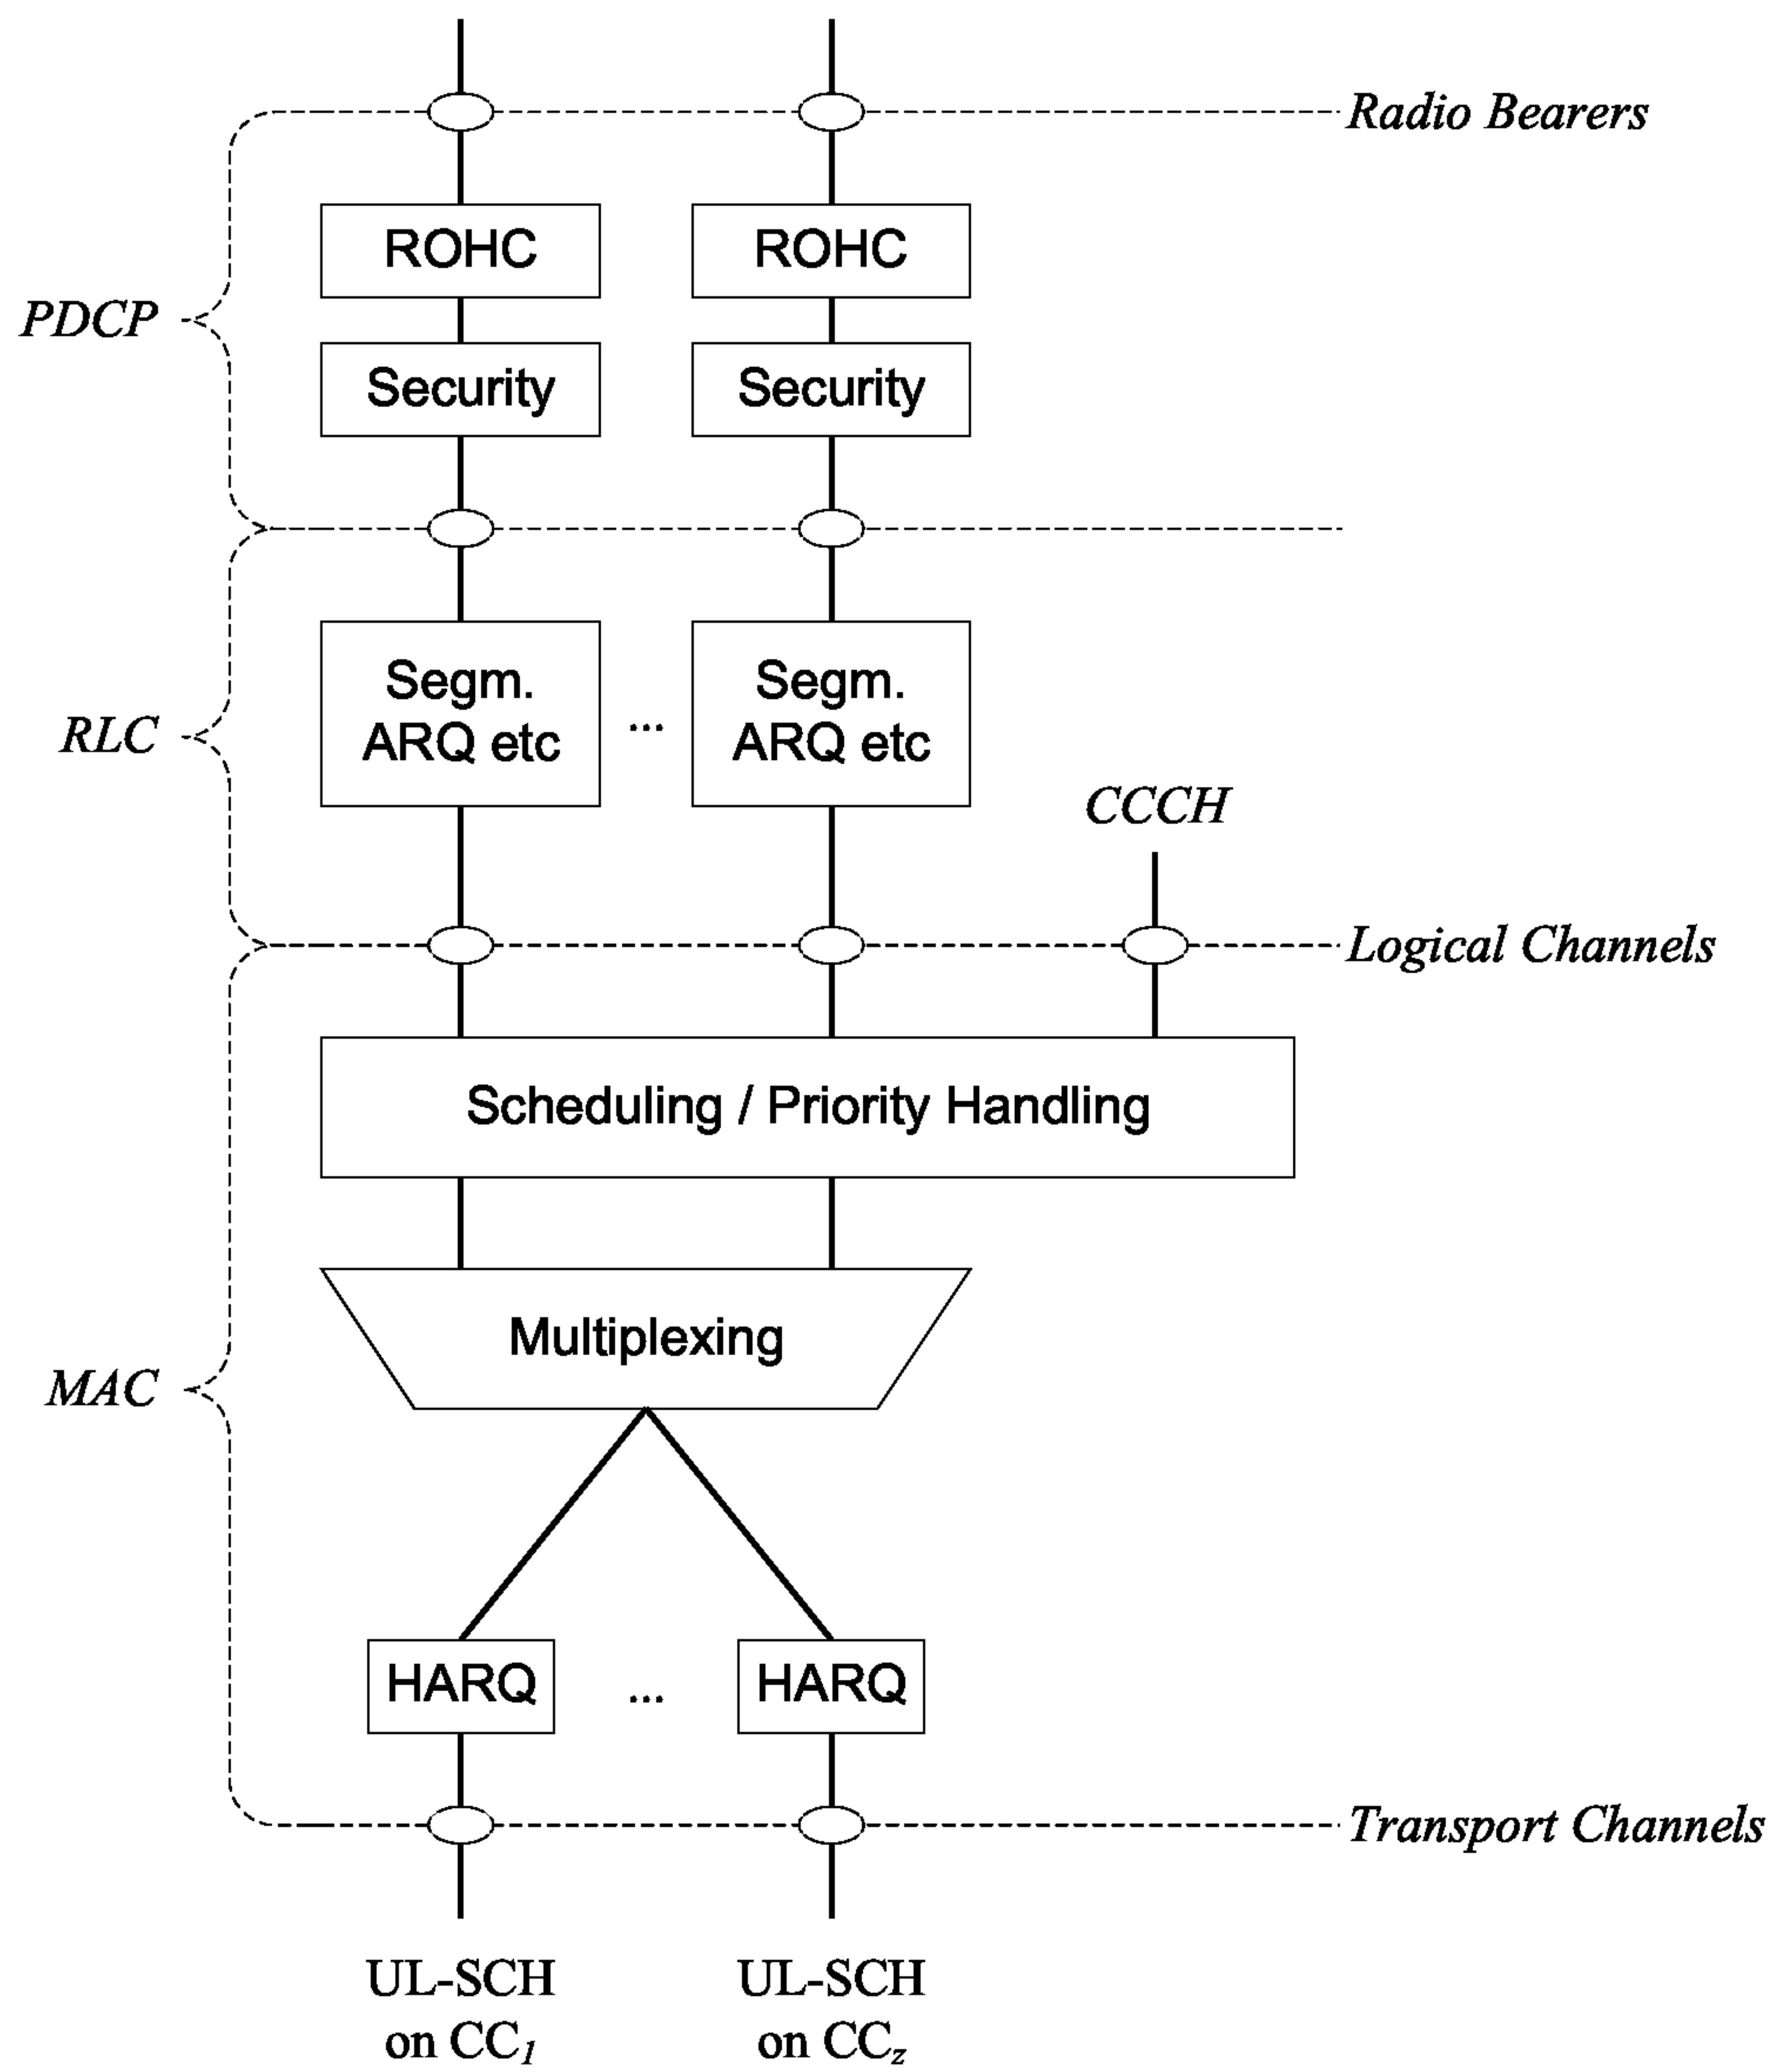 Radio Bearers
ROHC
ROHC
PDCP
Security
Security
Segm.
ARQ etc
...
Segm.
ARQ etc
RLC
CCCH
Logical Channels
Scheduling / Priority Handling
Multiplexing
MAC
HARQ
...
HARQ
Transport Channels
UL-SCH
on CC1
UL-SCH
on CCz